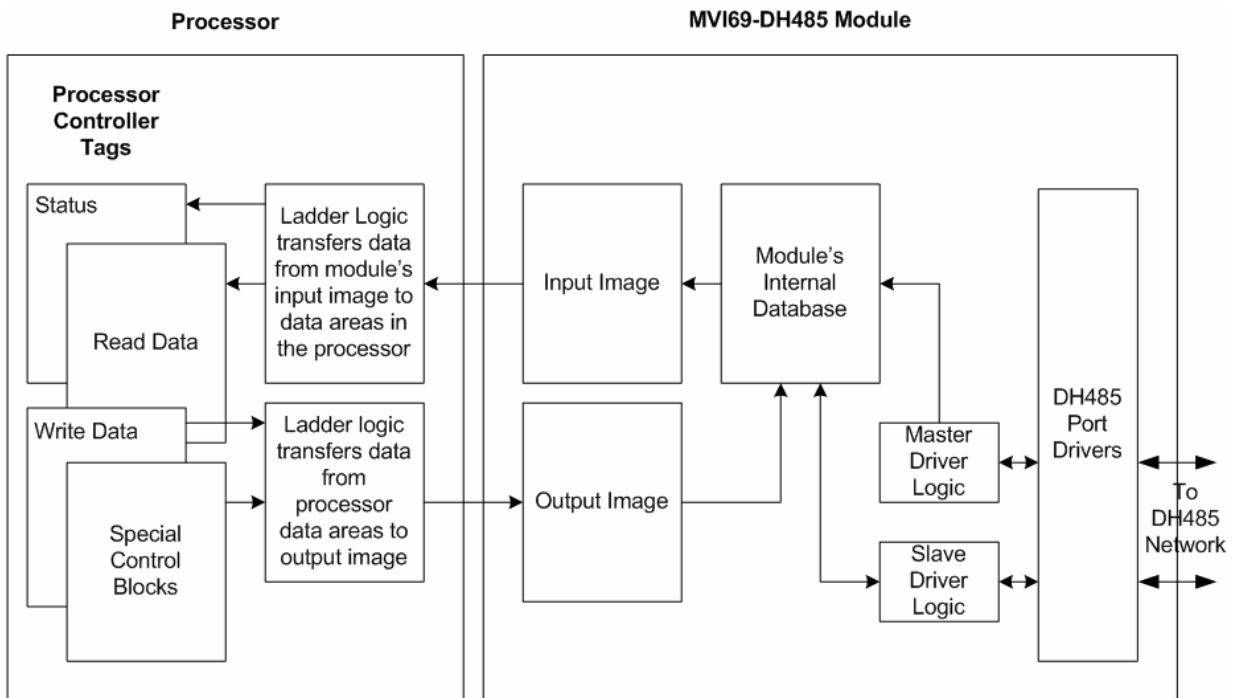 Processor
MVI69-DH485 Module
Processor
Controller
Tags
Status
Read Data
Ladder Logic
transfers data
from module's
input image to
data areas in
the processor
Input Image
Module's
Internal
Database
Write Data
Special
Control
Blocks
Ladder logic
transfers data
from
processor
data areas to
output image
Output Image
Master
Driver
Logic
Slave
Driver
Logic
DH485
Port
Drivers
To
DH485
Network